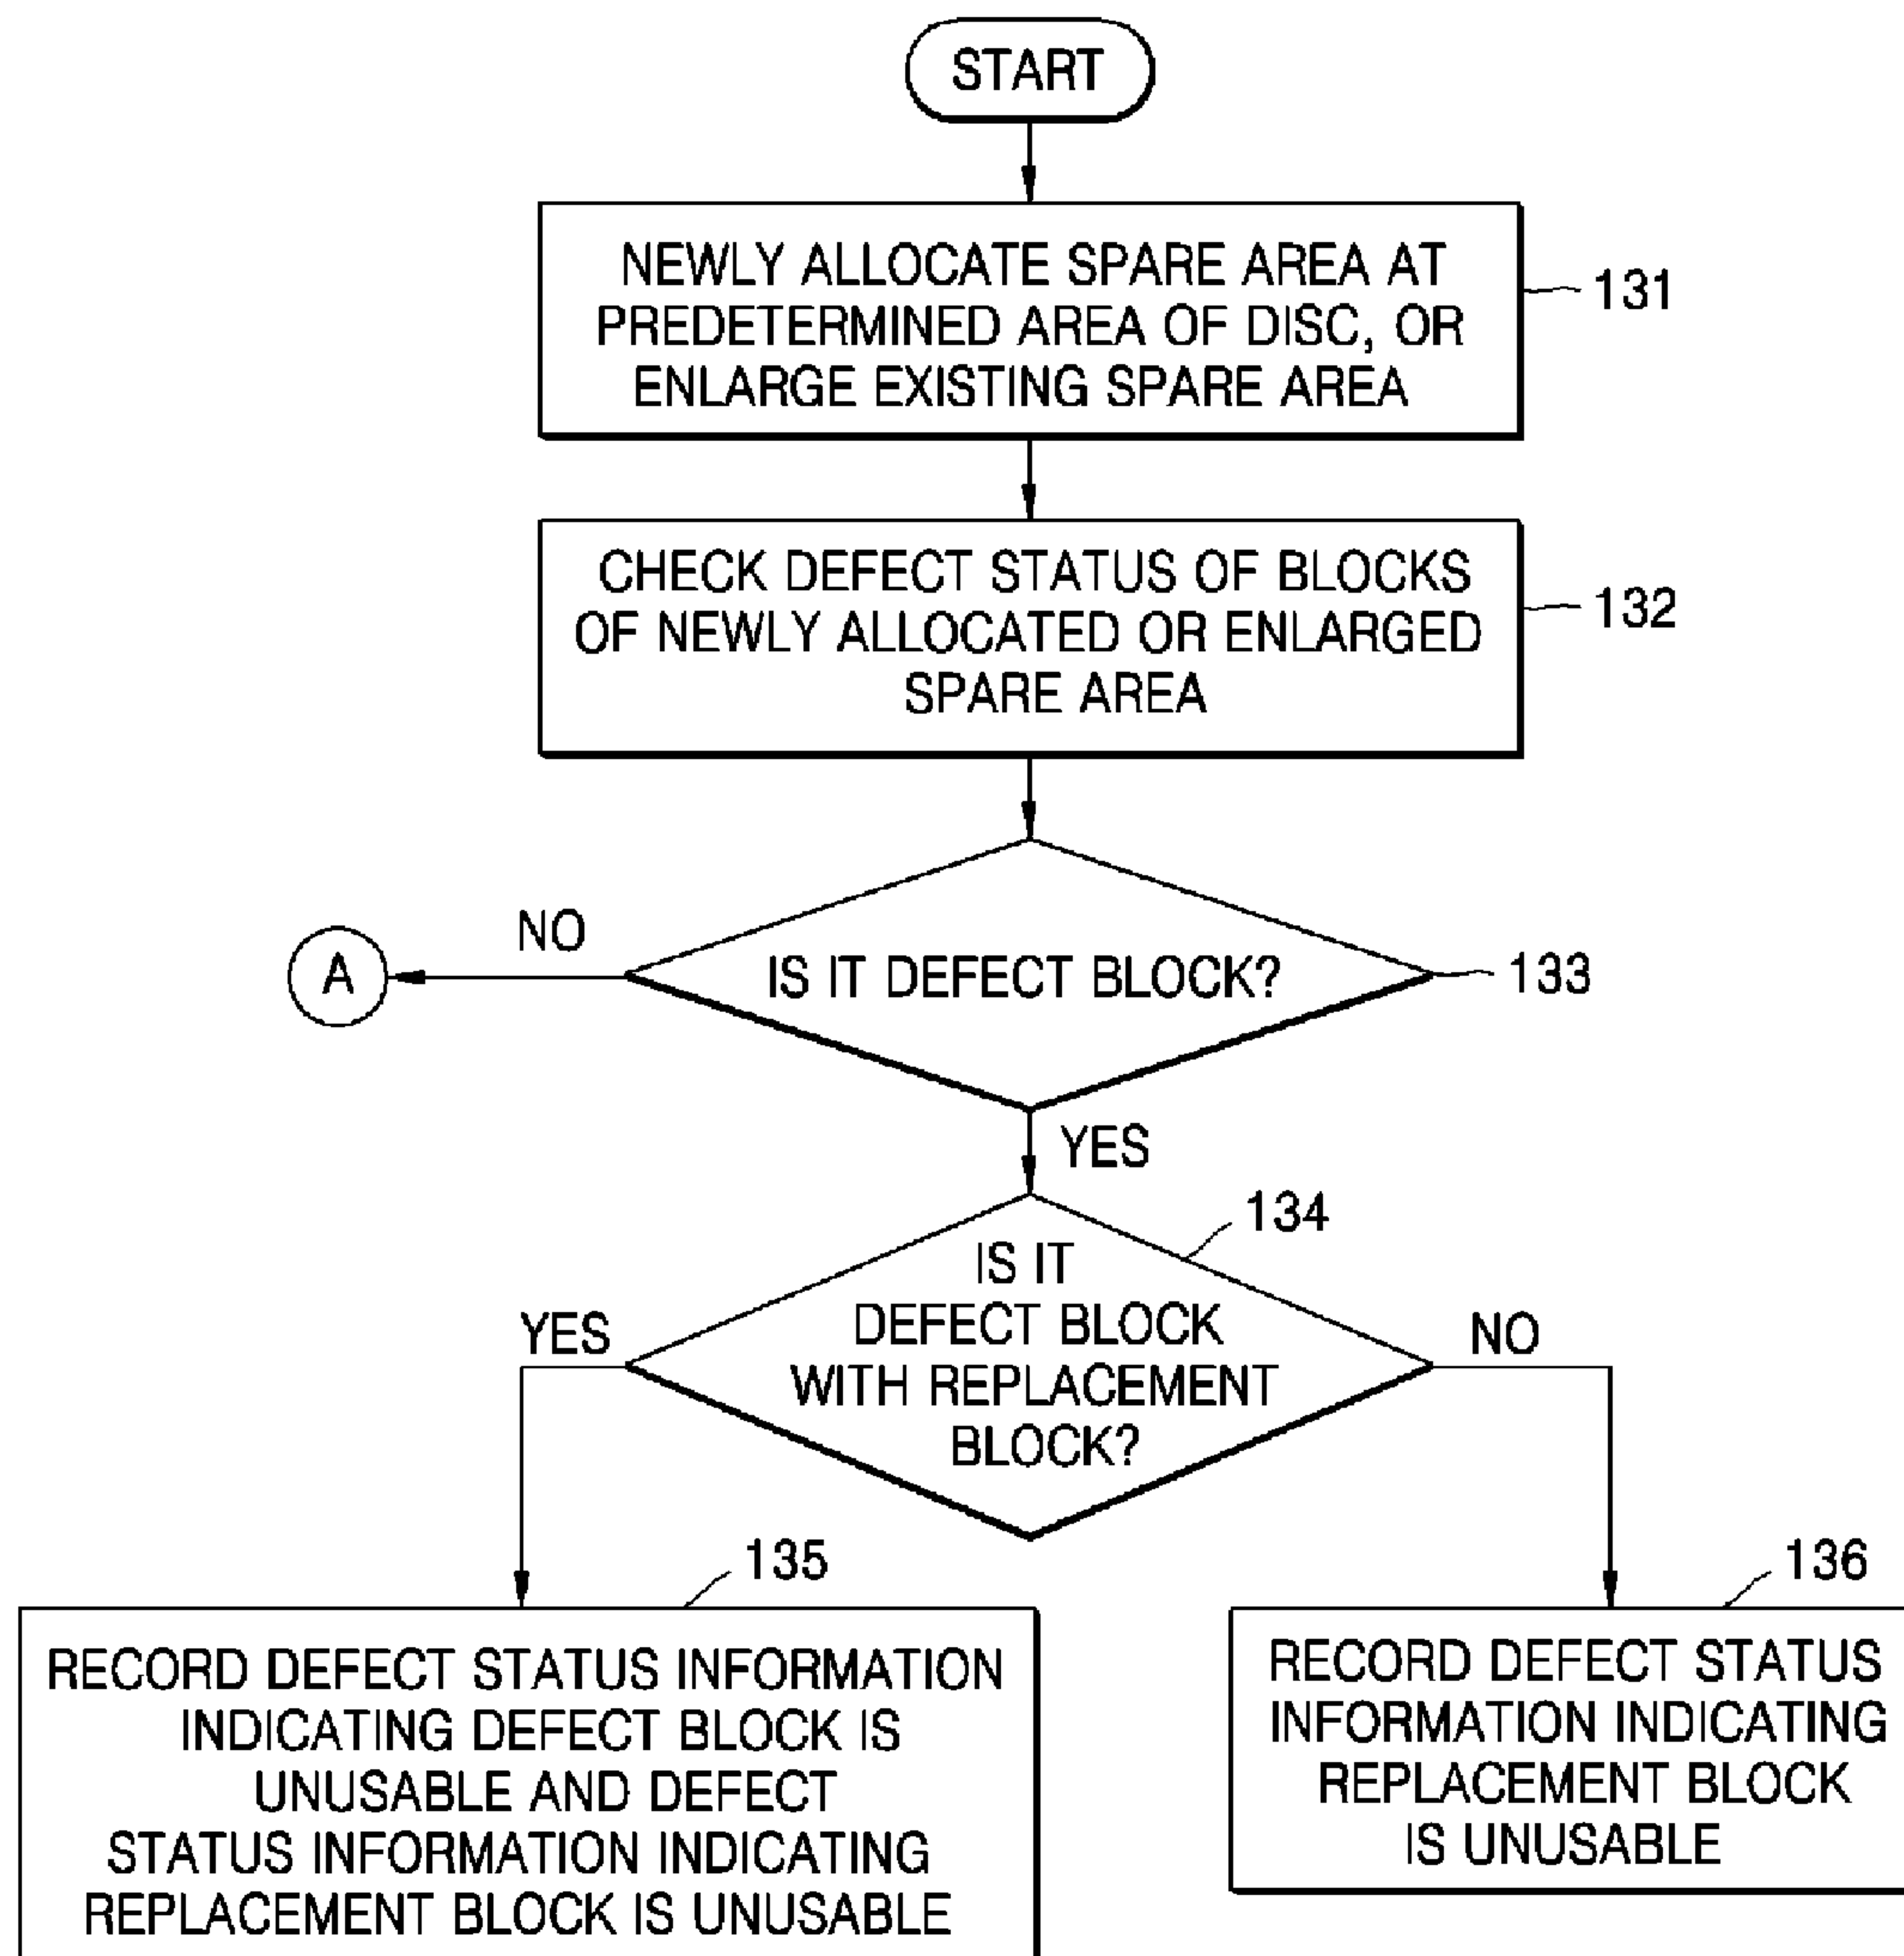 START
NEWLY ALLOCATE SPARE AREA AT
PREDETERMINED AREA OF DISC, OR
ENLARGE EXISTING SPARE AREA
131
CHECK DEFECT STATUS OF BLOCKS
OF NEWLY ALLOCATED OR ENLARGED
SPARE AREA
132
NO
A
IS IT DEFECT BLOCK?
133
YES
134
IS IT
DEFECT BLOCK
WITH REPLACEMENT
BLOCK?
YES
NO
135
RECORD DEFECT STATUS INFORMATION
INDICATING DEFECT BLOCK IS
UNUSABLE AND DEFECT
STATUS INFORMATION INDICATING
REPLACEMENT BLOCK IS UNUSABLE
136
RECORD DEFECT STATUS
INFORMATION INDICATING
REPLACEMENT BLOCK
IS UNUSABLE